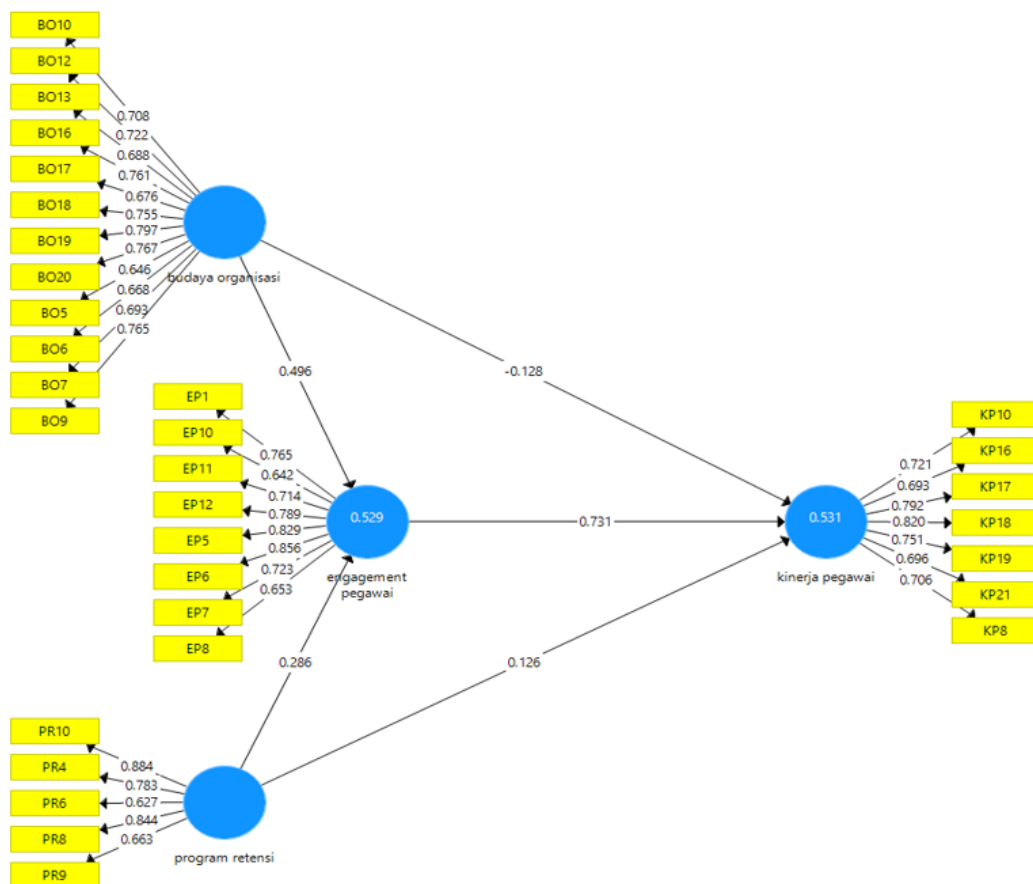 BO10
BO12
BO13
BO16
BO17
BO18
BO19
BO20
BO5
BO6
BO7
BO9
0.708
0.722
0.688
0.761
0.676
0.755
0.797
0.767
0.646
0.668
0.693
0.765
budaya organisasi
0.496
-0.128
EP1
EP10
EP11
EP12
EP5
EP6
EP7
EP8
0.765
0.642
0.714
0.789
0.829
0.856
0.723
0.653
0.529
engagement
pegawai
0.731
0.531
kinerja pegawai
0.721
0.693
0.792
0.820
0.751
0.696
0.706
KP10
KP16
KP17
KP18
KP19
KP21
KP8
0.286
0.126
PR10
PR4
PR6
PR8
PR9
0.884
0.783
0.627
0.844
0.663
program retensi